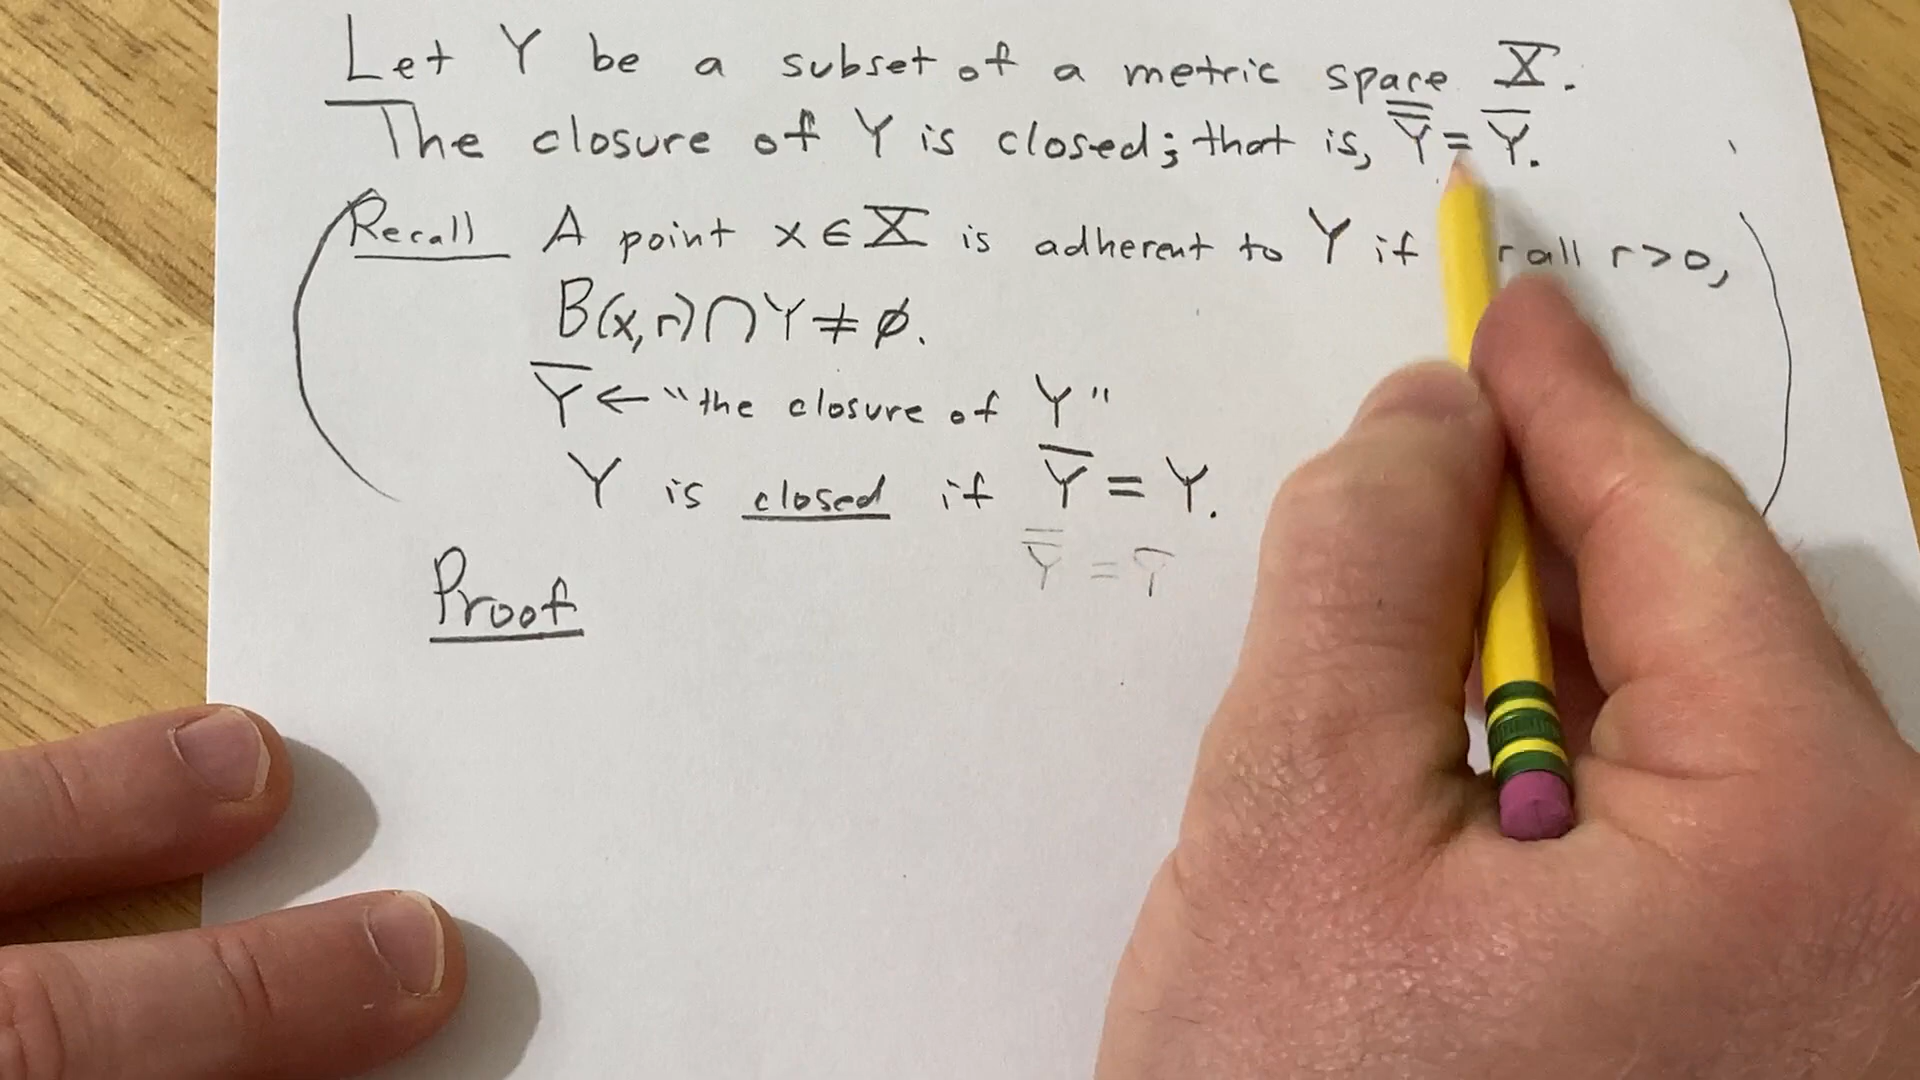 Let Y be a subset of a metric space X.
The closure of Y is closed; that is, Y̿ = Y̅.
Recall A point x ∈ X is adherent to Y if r all r > 0,
B(x, r) ∩ Y ≠ ∅.
Y̅ ← "the closure of Y"
Y is closed if Y̅ = Y.
Y̿ = Y̅
Proof